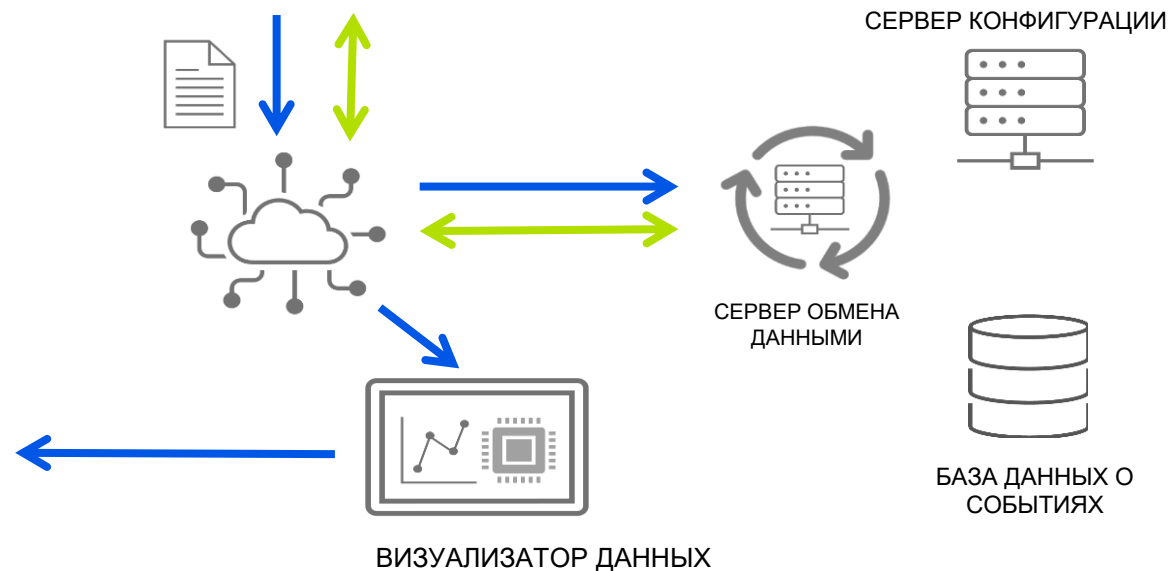 СЕРВЕР КОНФИГУРАЦИИ
СЕРВЕР ОБМЕНА
ДАННЫМИ
БАЗА ДАННЫХ О
СОБЫТИЯХ
ВИЗУАЛИЗАТОР ДАННЫХ